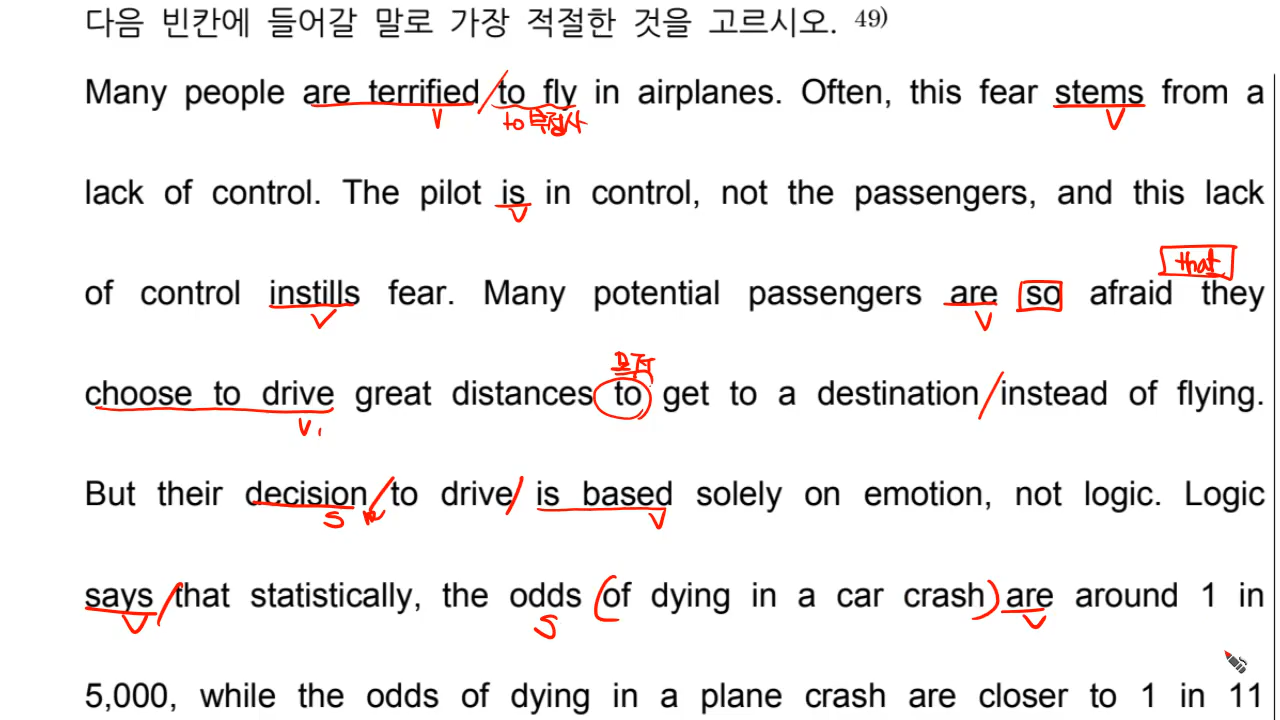 다음 빈칸에 들어갈 말로 가장 적절한 것을 고르시오. 49)
Many people are terrified to fly in airplanes. Often, this fear stems from a
V to 부정사 V
lack of control. The pilot is in control, not the passengers, and this lack
V
that
of control instills fear. Many potential passengers are so afraid they
V V
부정
choose to drive great distances to get to a destination instead of flying.
V
But their decision to drive is based solely on emotion, not logic. Logic
S V
says that statistically, the odds of dying in a car crash are around 1 in
V S V
5,000, while the odds of dying in a plane crash are closer to 1 in 11